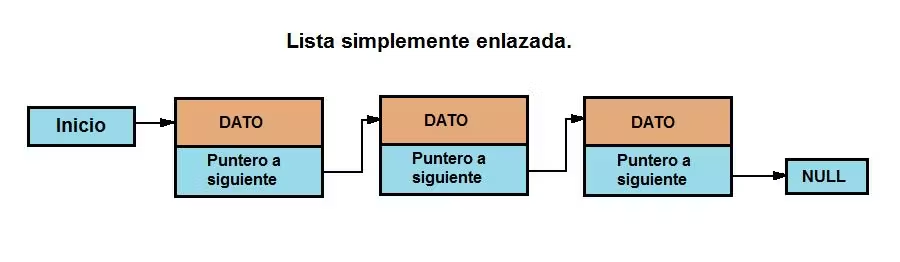 Lista simplemente enlazada.
Inicio
DATO
Puntero a
siguiente
DATO
Puntero a
siguiente
DATO
Puntero a
siguiente
NULL